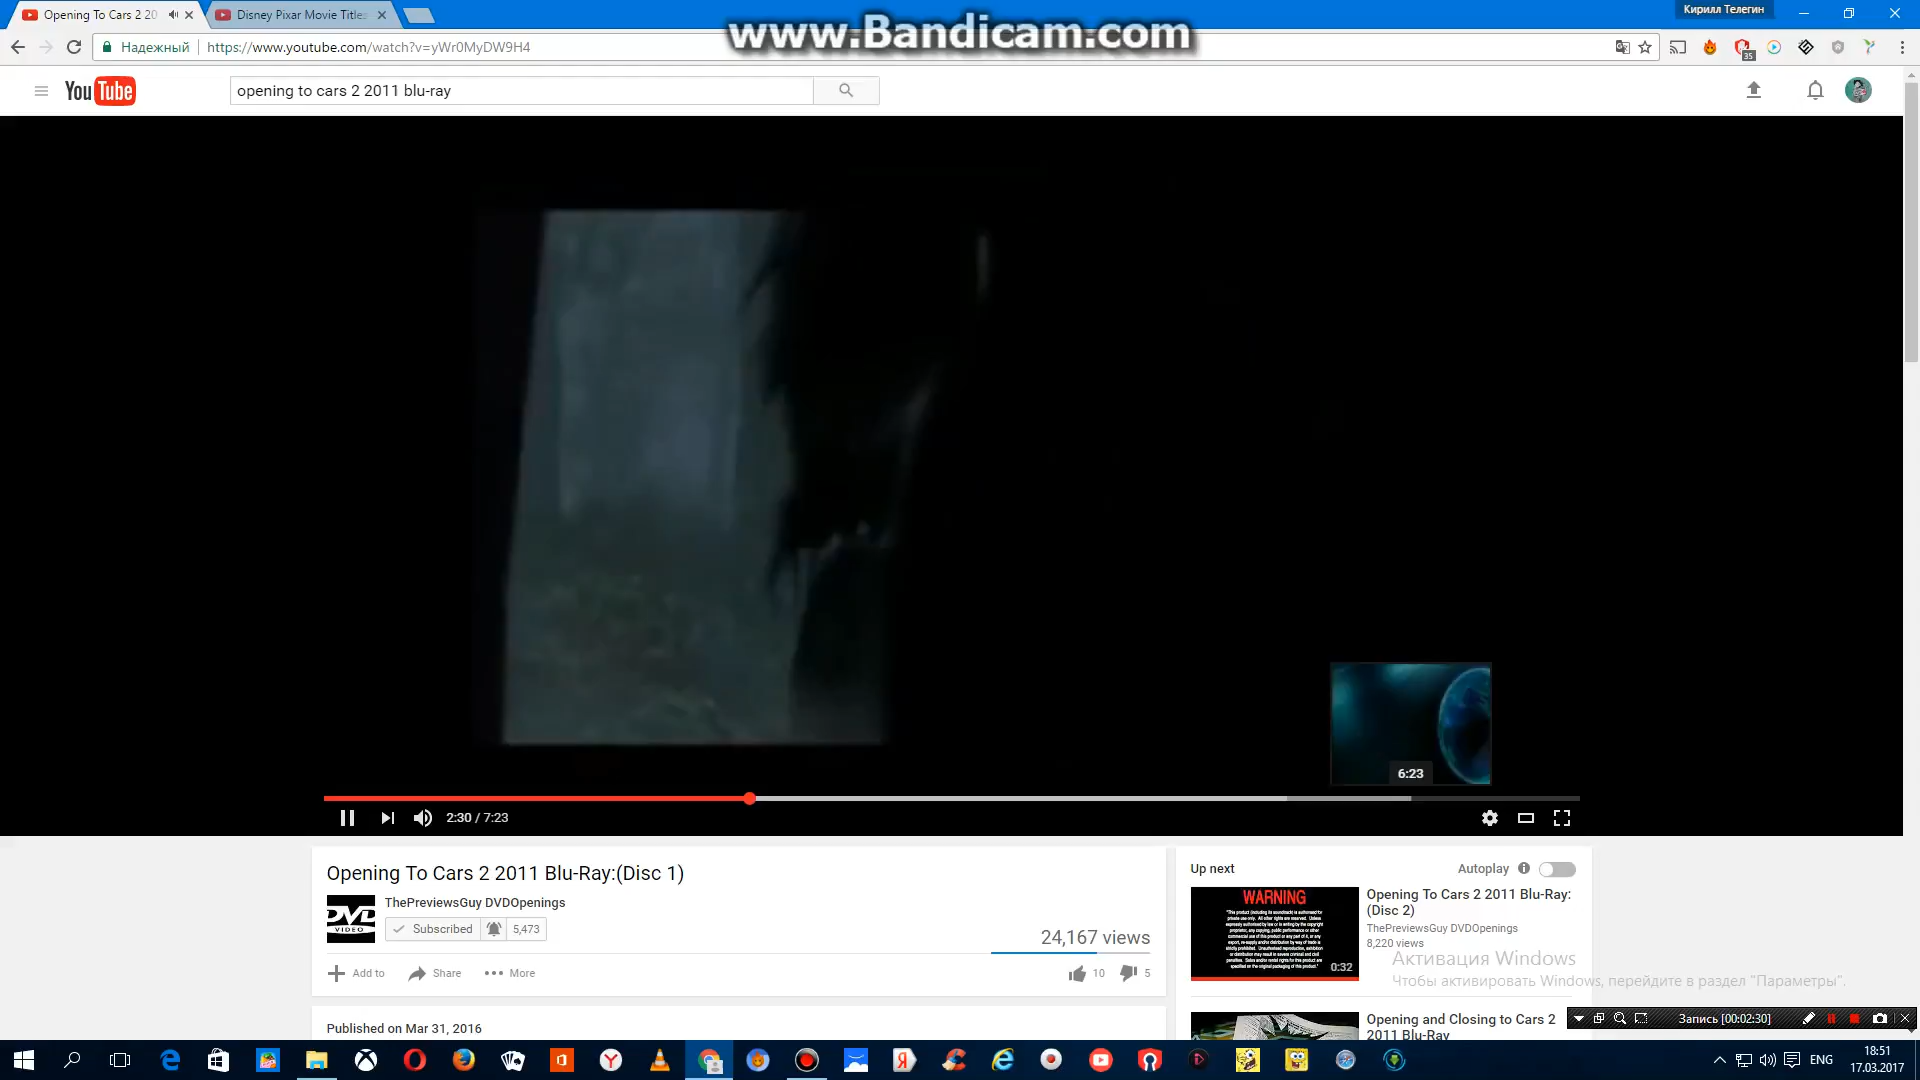 Opening To Cars 2 20
Disney Pixar Movie Title
Кирилл Телегин
www.Bandicam.com
Надежный
https://www.youtube.com/watch?v=yWr0MyDW9H4
35
YouTube
opening to cars 2 2011 blu-ray
6:23
2:30 / 7:23
Opening To Cars 2 2011 Blu-Ray:(Disc 1)
DVD
VIDEO
ThePreviewsGuy DVDOpenings
Subscribed
5,473
24,167 views
Add to
Share
More
10
5
Published on Mar 31, 2016
Up next
Autoplay
WARNING
0:32
Opening To Cars 2 2011 Blu-Ray:
(Disc 2)
ThePreviewsGuy DVDOpenings
8,220 views
Opening and Closing to Cars 2
2011 Blu-Ray
Активация Windows
Чтобы активировать Windows, перейдите в раздел "Параметры".
Запись [00:02:30]
ENG
18:51
17.03.2017